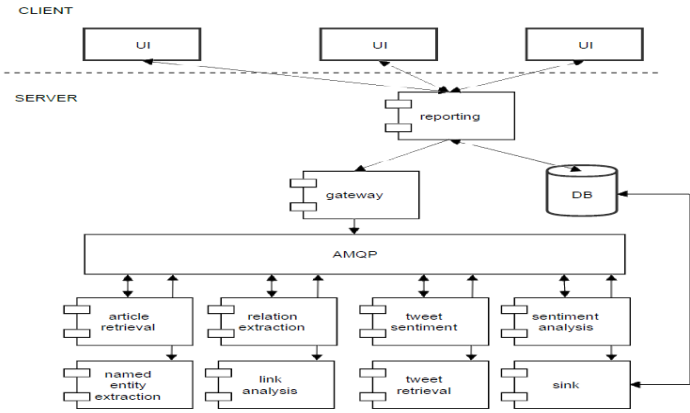 CLIENT
UI
UI
UI
SERVER
reporting
gateway
DB
AMQP
article
retrieval
relation
extraction
tweet
sentiment
sentiment
analysis
named
entity
extraction
link
analysis
tweet
retrieval
sink